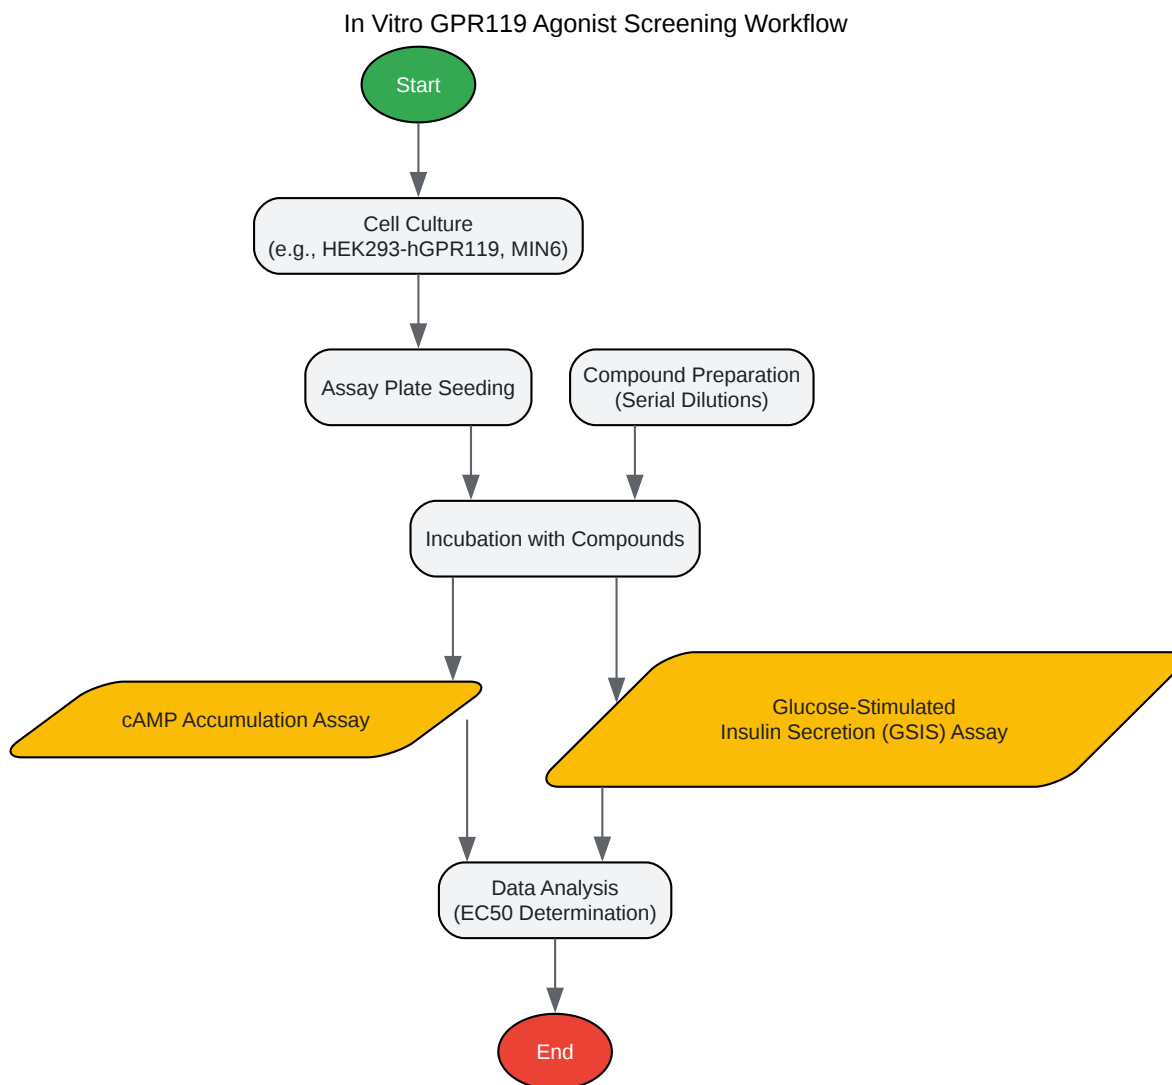 In Vitro GPR119 Agonist Screening Workflow
Start
Cell Culture
(e.g., HEK293-hGPR119, MIN6)
Assay Plate Seeding
Compound Preparation
(Serial Dilutions)
Incubation with Compounds
cAMP Accumulation Assay
Glucose-Stimulated
Insulin Secretion (GSIS) Assay
Data Analysis
(EC50 Determination)
End